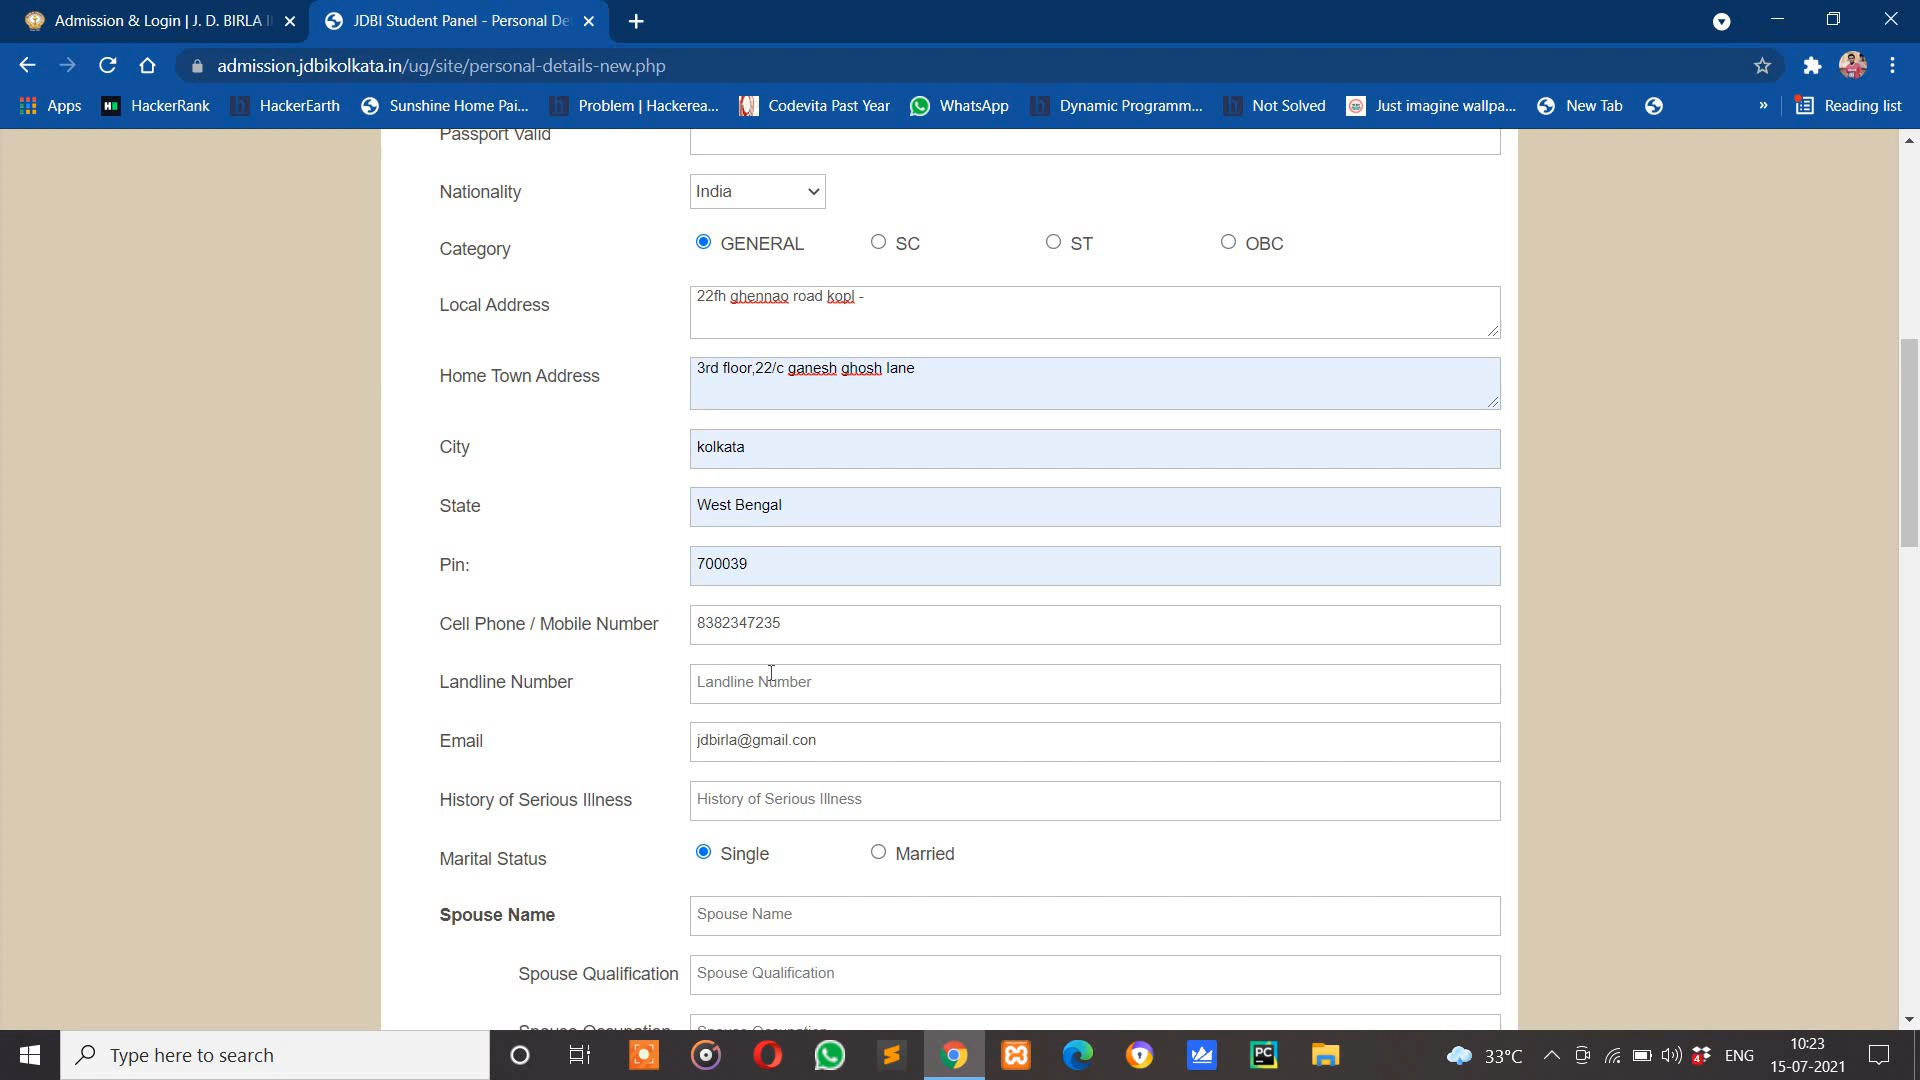 Admission & Login | J. D. BIRLA
JDBI Student Panel - Personal De
admission.jdbikolkata.in/ug/site/personal-details-new.php
Apps
HackerRank
HackerEarth
Sunshine Home Pai...
Problem | Hackerea...
Codevita Past Year
WhatsApp
Dynamic Programm...
Not Solved
Just imagine wallpa...
New Tab
»
Reading list
Passport Valid
Nationality
India
Category
GENERAL
SC
ST
OBC
Local Address
22fh ghennao road kopl -
Home Town Address
3rd floor,22/c ganesh ghosh lane
City
kolkata
State
West Bengal
Pin:
700039
Cell Phone / Mobile Number
8382347235
Landline Number
Landline Number
Email
jdbirla@gmail.con
History of Serious Illness
History of Serious Illness
Marital Status
Single
Married
Spouse Name
Spouse Name
Spouse Qualification
Spouse Qualification
Spouse Occupation
Spouse Occupation
Type here to search
PC
33°C
4
ENG
10:23
15-07-2021